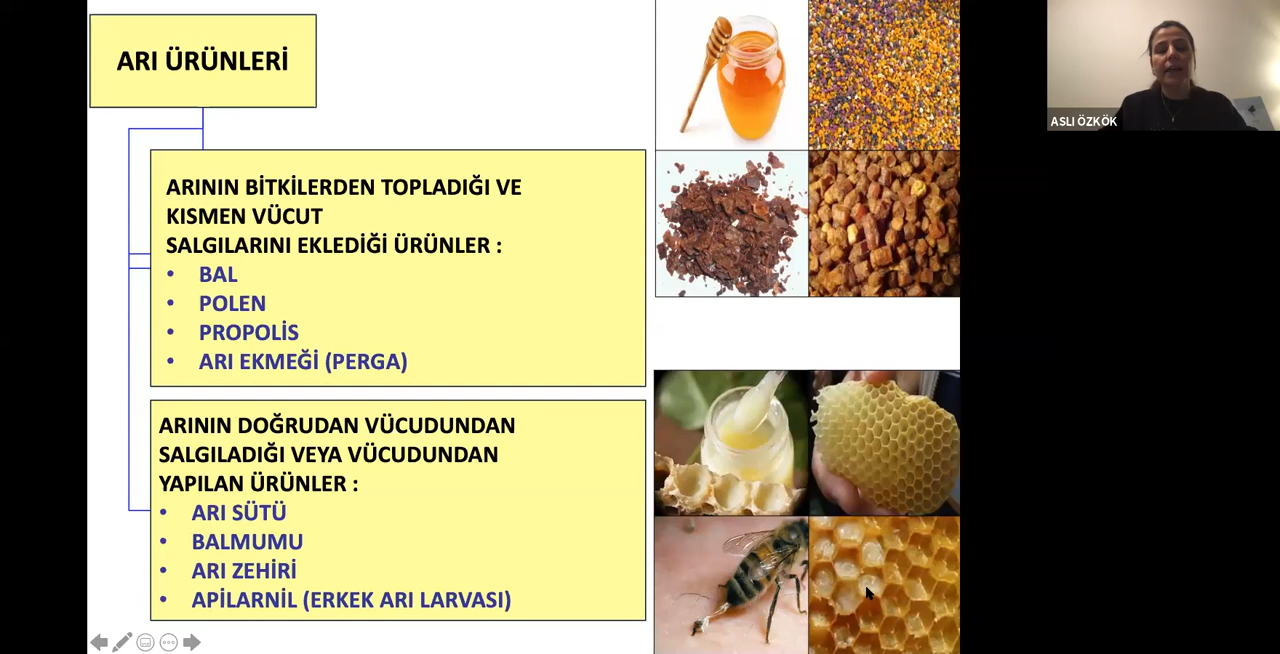 ARI ÜRÜNLERİ
ARININ BİTKİLERDEN TOPLADIĞI VE
KISMEN VÜCUT
SALGILARINI EKLEDİĞİ ÜRÜNLER :
• BAL
• POLEN
• PROPOLİS
• ARI EKMEĞİ (PERGA)
ARININ DOĞRUDAN VÜCUDUNDAN
SALGILADIĞI VEYA VÜCUDUNDAN
YAPILAN ÜRÜNLER :
• ARI SÜTÜ
• BALMUMU
• ARI ZEHİRİ
• APİLARNİL (ERKEK ARI LARVASI)
ASLI ÖZKÖK